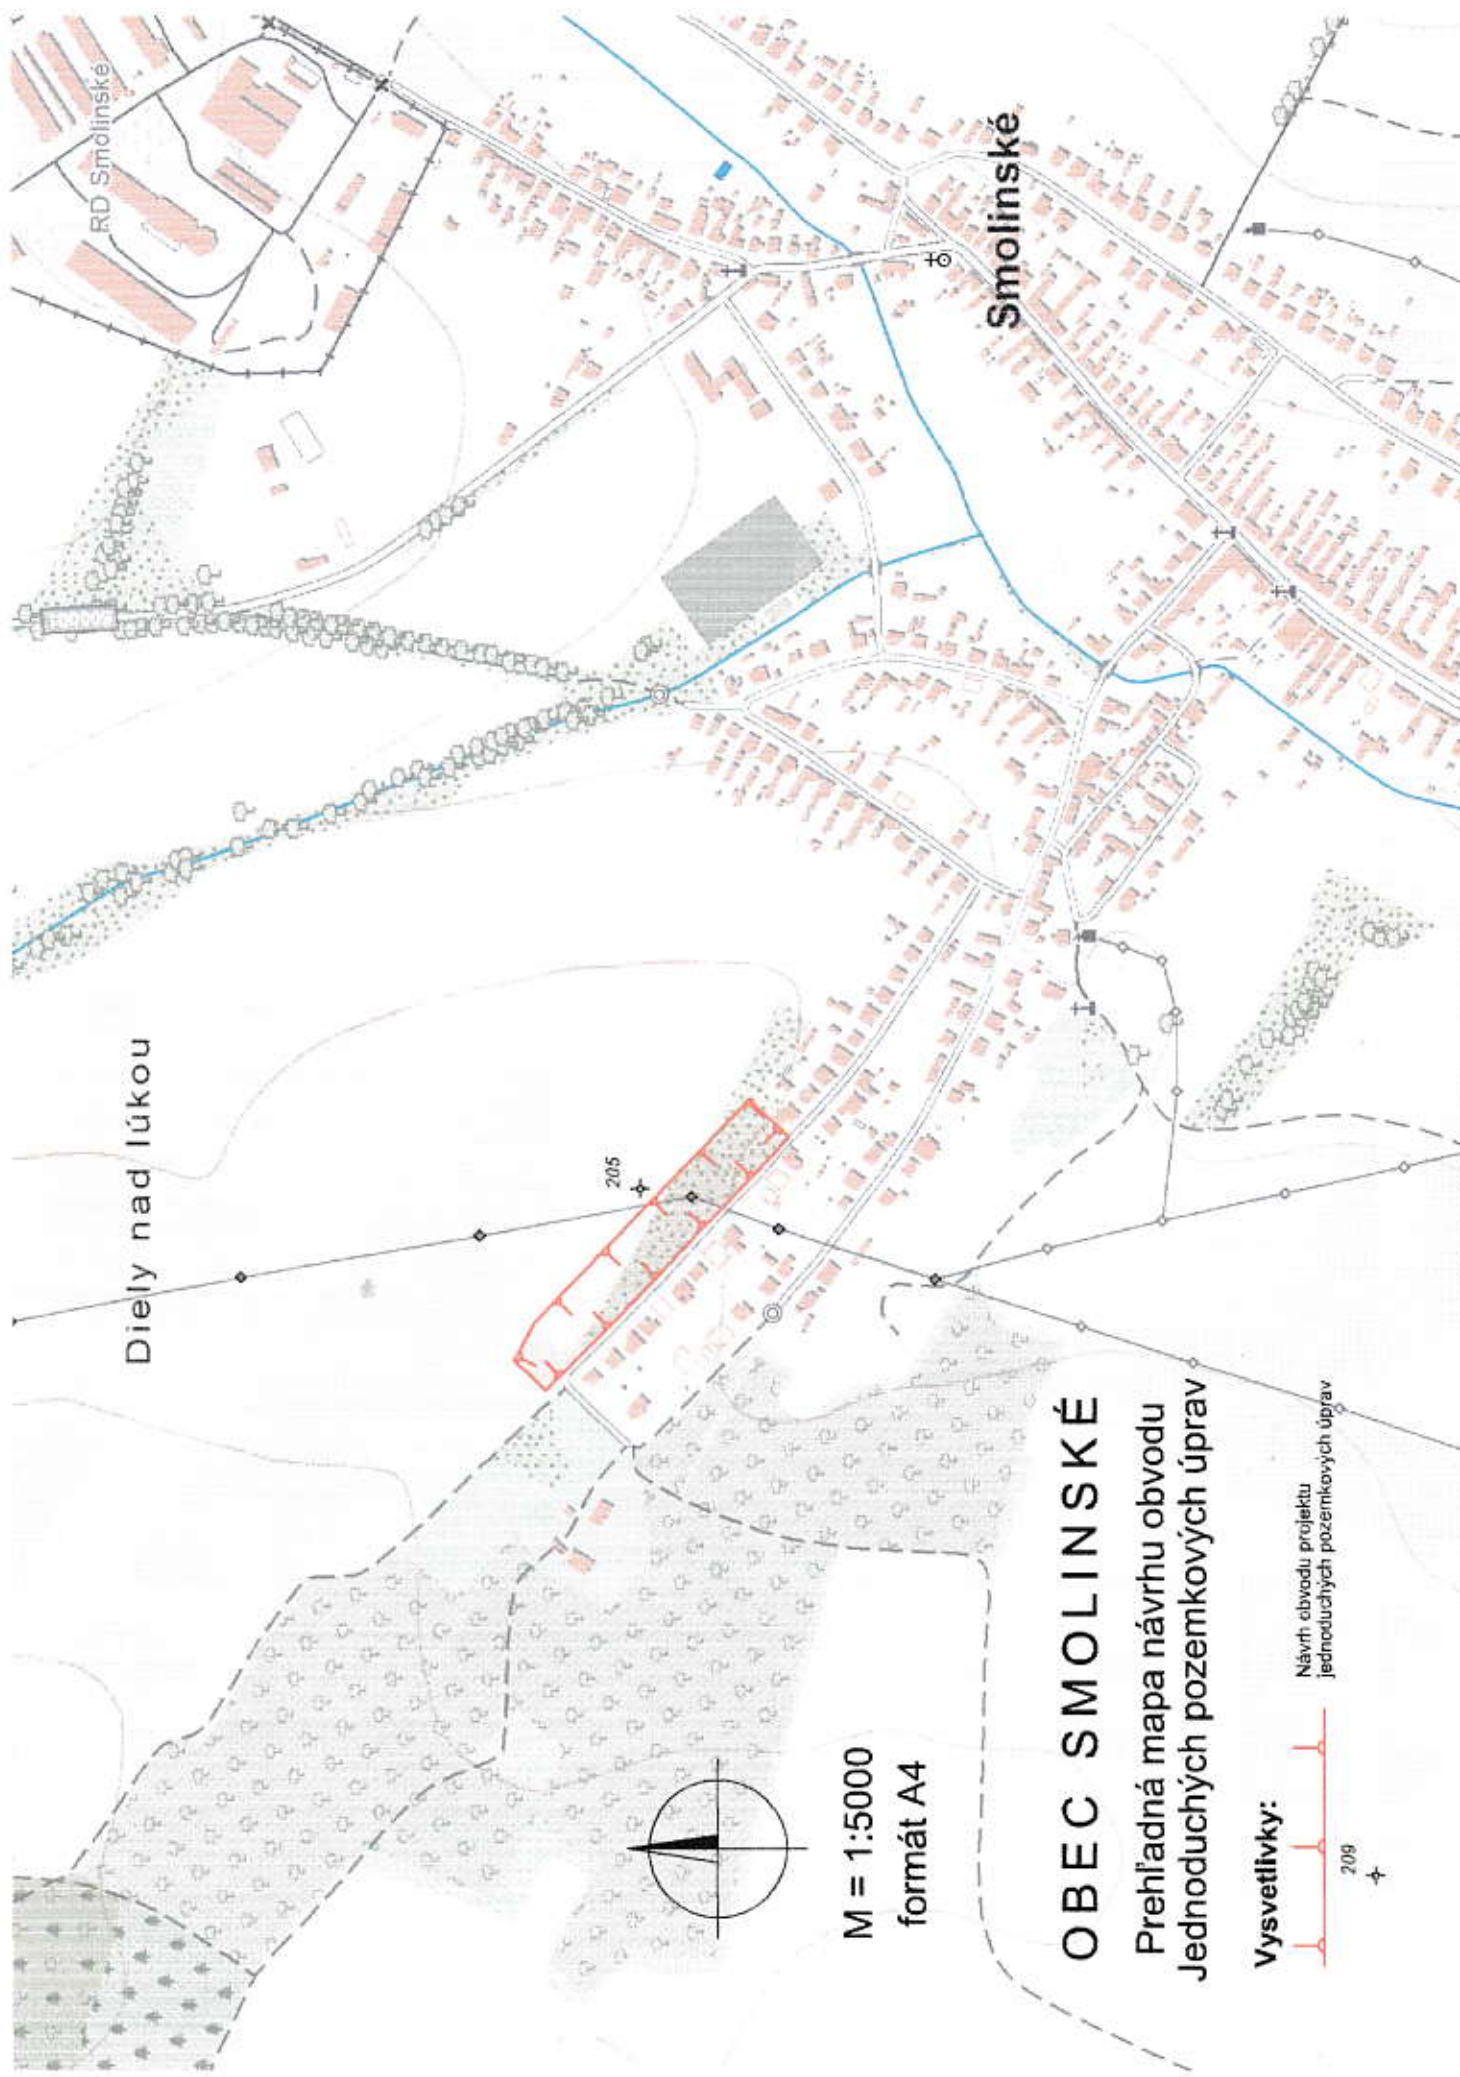 RD Smolinské
Smolinské
Diely nad lúkou
205
M = 1:5000
formát A4
OBEC SMOLINSKÉ
Prehľadná mapa návrhu obvodu
Jednoduchých pozemkových úprav
Vysvetlivky:
Návrh obvodu projektu
jednoduchých pozemkových úprav
209